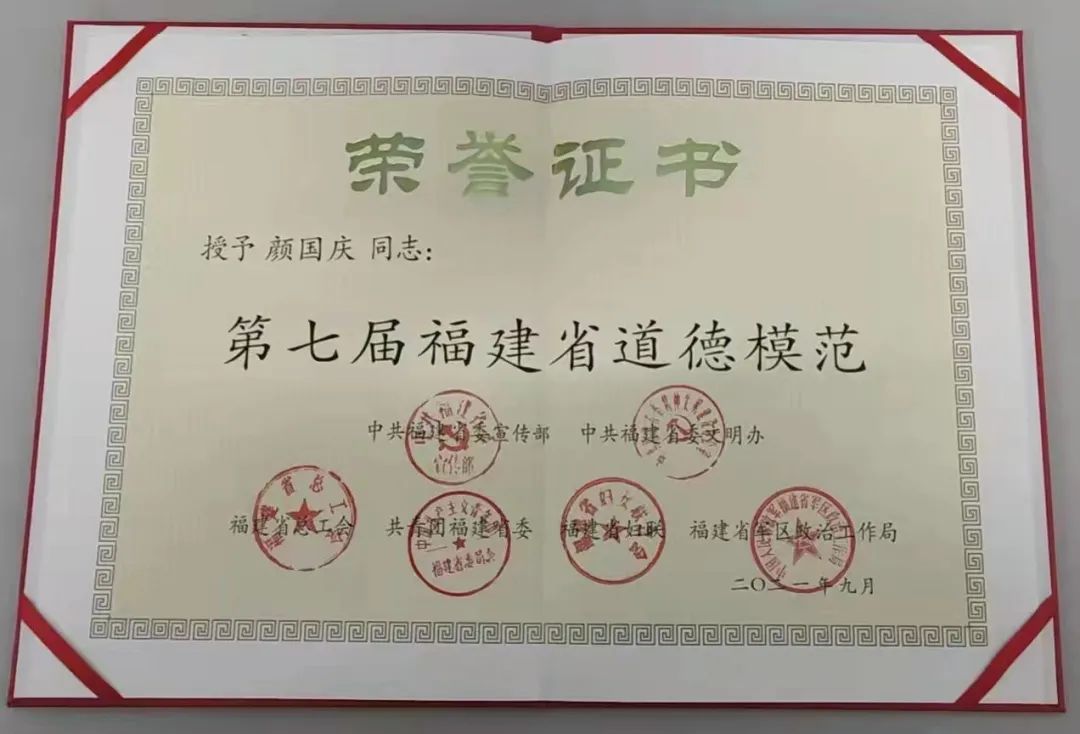 荣誉证书
授予 颜国庆 同志：
第七届福建省道德模范
中共福建省委宣传部 中共福建省委文明办
福建省总工会 共青团福建省委 福建省妇联 福建省军区政治工作局
二〇二一年九月